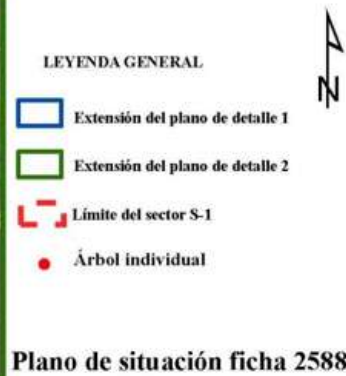 LEYENDA GENERAL
N
Extensión del plano de detalle 1
Extensión del plano de detalle 2
Límite del sector S-1
Árbol individual
Plano de situación ficha 2588